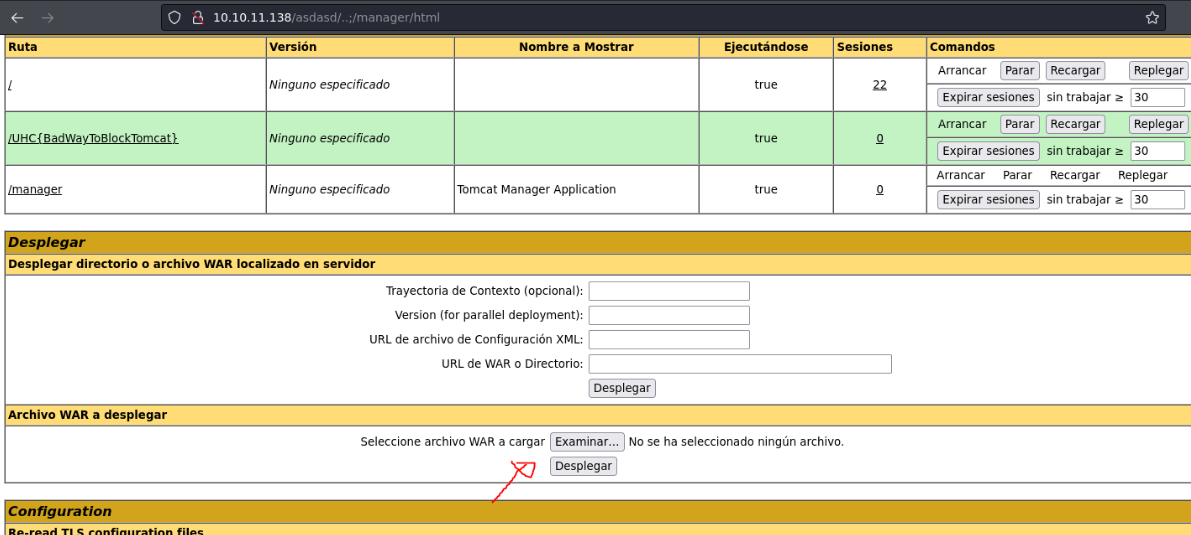 10.10.11.138/asdasd/..;/manager/html
Ruta Versión Nombre a Mostrar Ejecutándose Sesiones Comandos
/ Ninguno especificado true 22 Arrancar Parar Recargar Replegar
Expirar sesiones sin trabajar ≥ 30
/UHC{BadWayToBlockTomcat} Ninguno especificado true 0 Arrancar Parar Recargar Replegar
Expirar sesiones sin trabajar ≥ 30
/manager Ninguno especificado Tomcat Manager Application true 0 Arrancar Parar Recargar Replegar
Expirar sesiones sin trabajar ≥ 30
Desplegar
Desplegar directorio o archivo WAR localizado en servidor
Trayectoria de Contexto (opcional):
Version (for parallel deployment):
URL de archivo de Configuración XML:
URL de WAR o Directorio:
Desplegar
Archivo WAR a desplegar
Seleccione archivo WAR a cargar Examinar... No se ha seleccionado ningún archivo.
Desplegar
Configuration
Re-read TLS configuration files